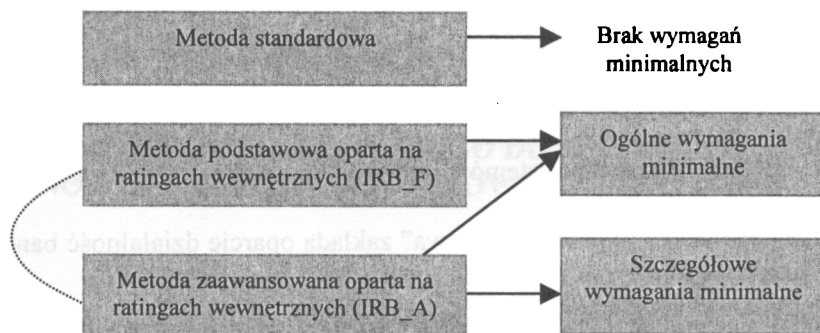 Metoda standardowa
Brak wymagań
minimalnych
Metoda podstawowa oparta na
ratingach wewnętrznych (IRB_F)
Ogólne wymagania
minimalne
Metoda zaawansowana oparta na
ratingach wewnętrznych (IRB_A)
Szczegółowe
wymagania minimalne